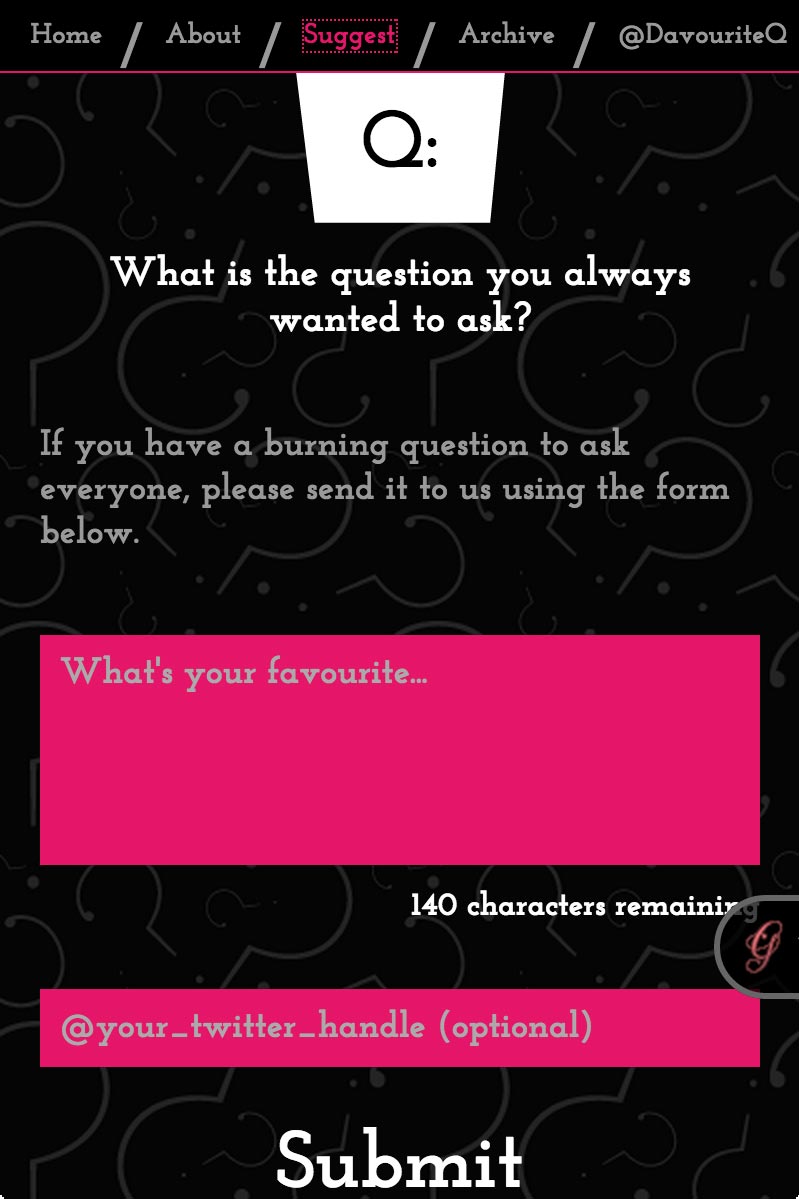 Home / About / Suggest / Archive / @DavouriteQ
Q:
What is the question you always
wanted to ask?
If you have a burning question to ask
everyone, please send it to us using the form
below.
What's your favourite...
140 characters remaining
G
@your_twitter_handle (optional)
Submit